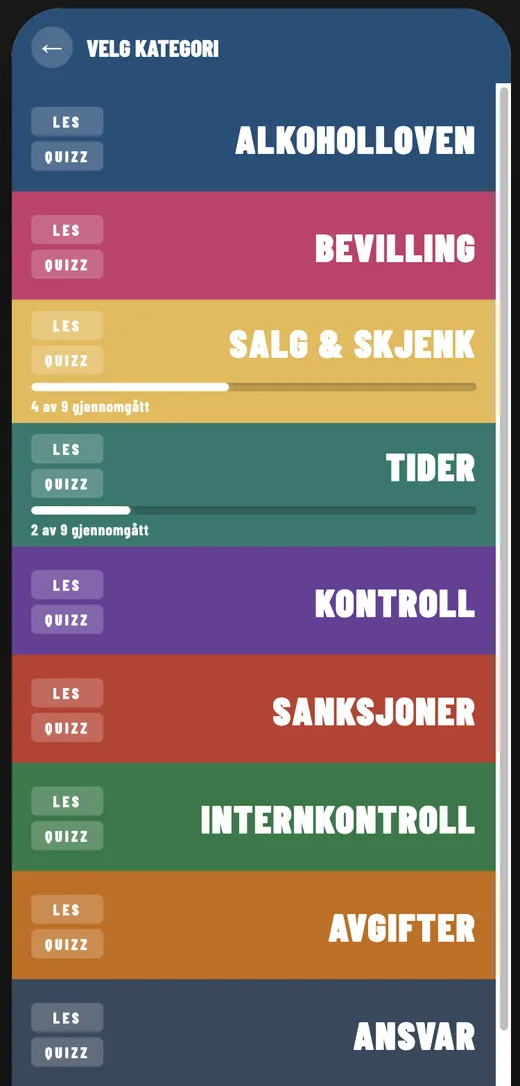 ← VELG KATEGORI
LES
QUIZZ
ALKOHOLLOVEN
LES
QUIZZ
BEVILLING
LES
QUIZZ
SALG & SKJENK
4 av 9 gjennomgått
LES
QUIZZ
TIDER
2 av 9 gjennomgått
LES
QUIZZ
KONTROLL
LES
QUIZZ
SANKSJONER
LES
QUIZZ
INTERNKONTROLL
LES
QUIZZ
AVGIFTER
LES
QUIZZ
ANSVAR